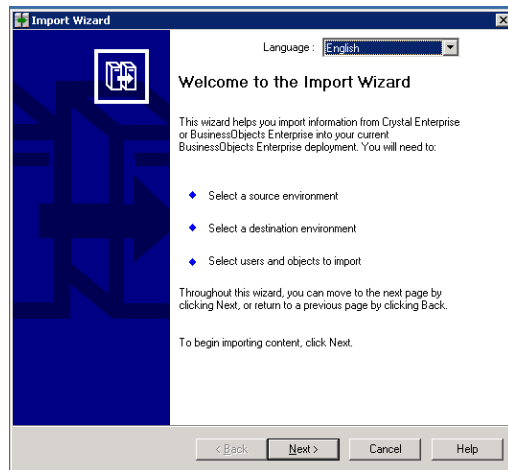 Import Wizard
Language : English
Welcome to the Import Wizard
This wizard helps you import information from Crystal Enterprise
or BusinessObjects Enterprise into your current
BusinessObjects Enterprise deployment. You will need to:
Select a source environment
Select a destination environment
Select users and objects to import
Throughout this wizard, you can move to the next page by
clicking Next, or return to a previous page by clicking Back.
To begin importing content, click Next.
< Back Next > Cancel Help